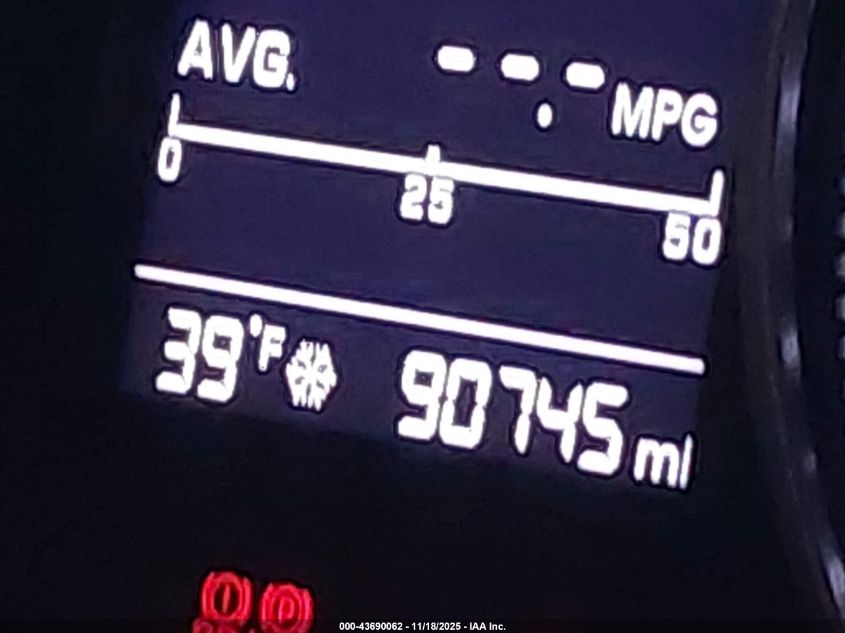 AVG. --.- MPG
0 25 50
39°F 90745 mi
000-43690062 - 11/18/2025 - IAA Inc.